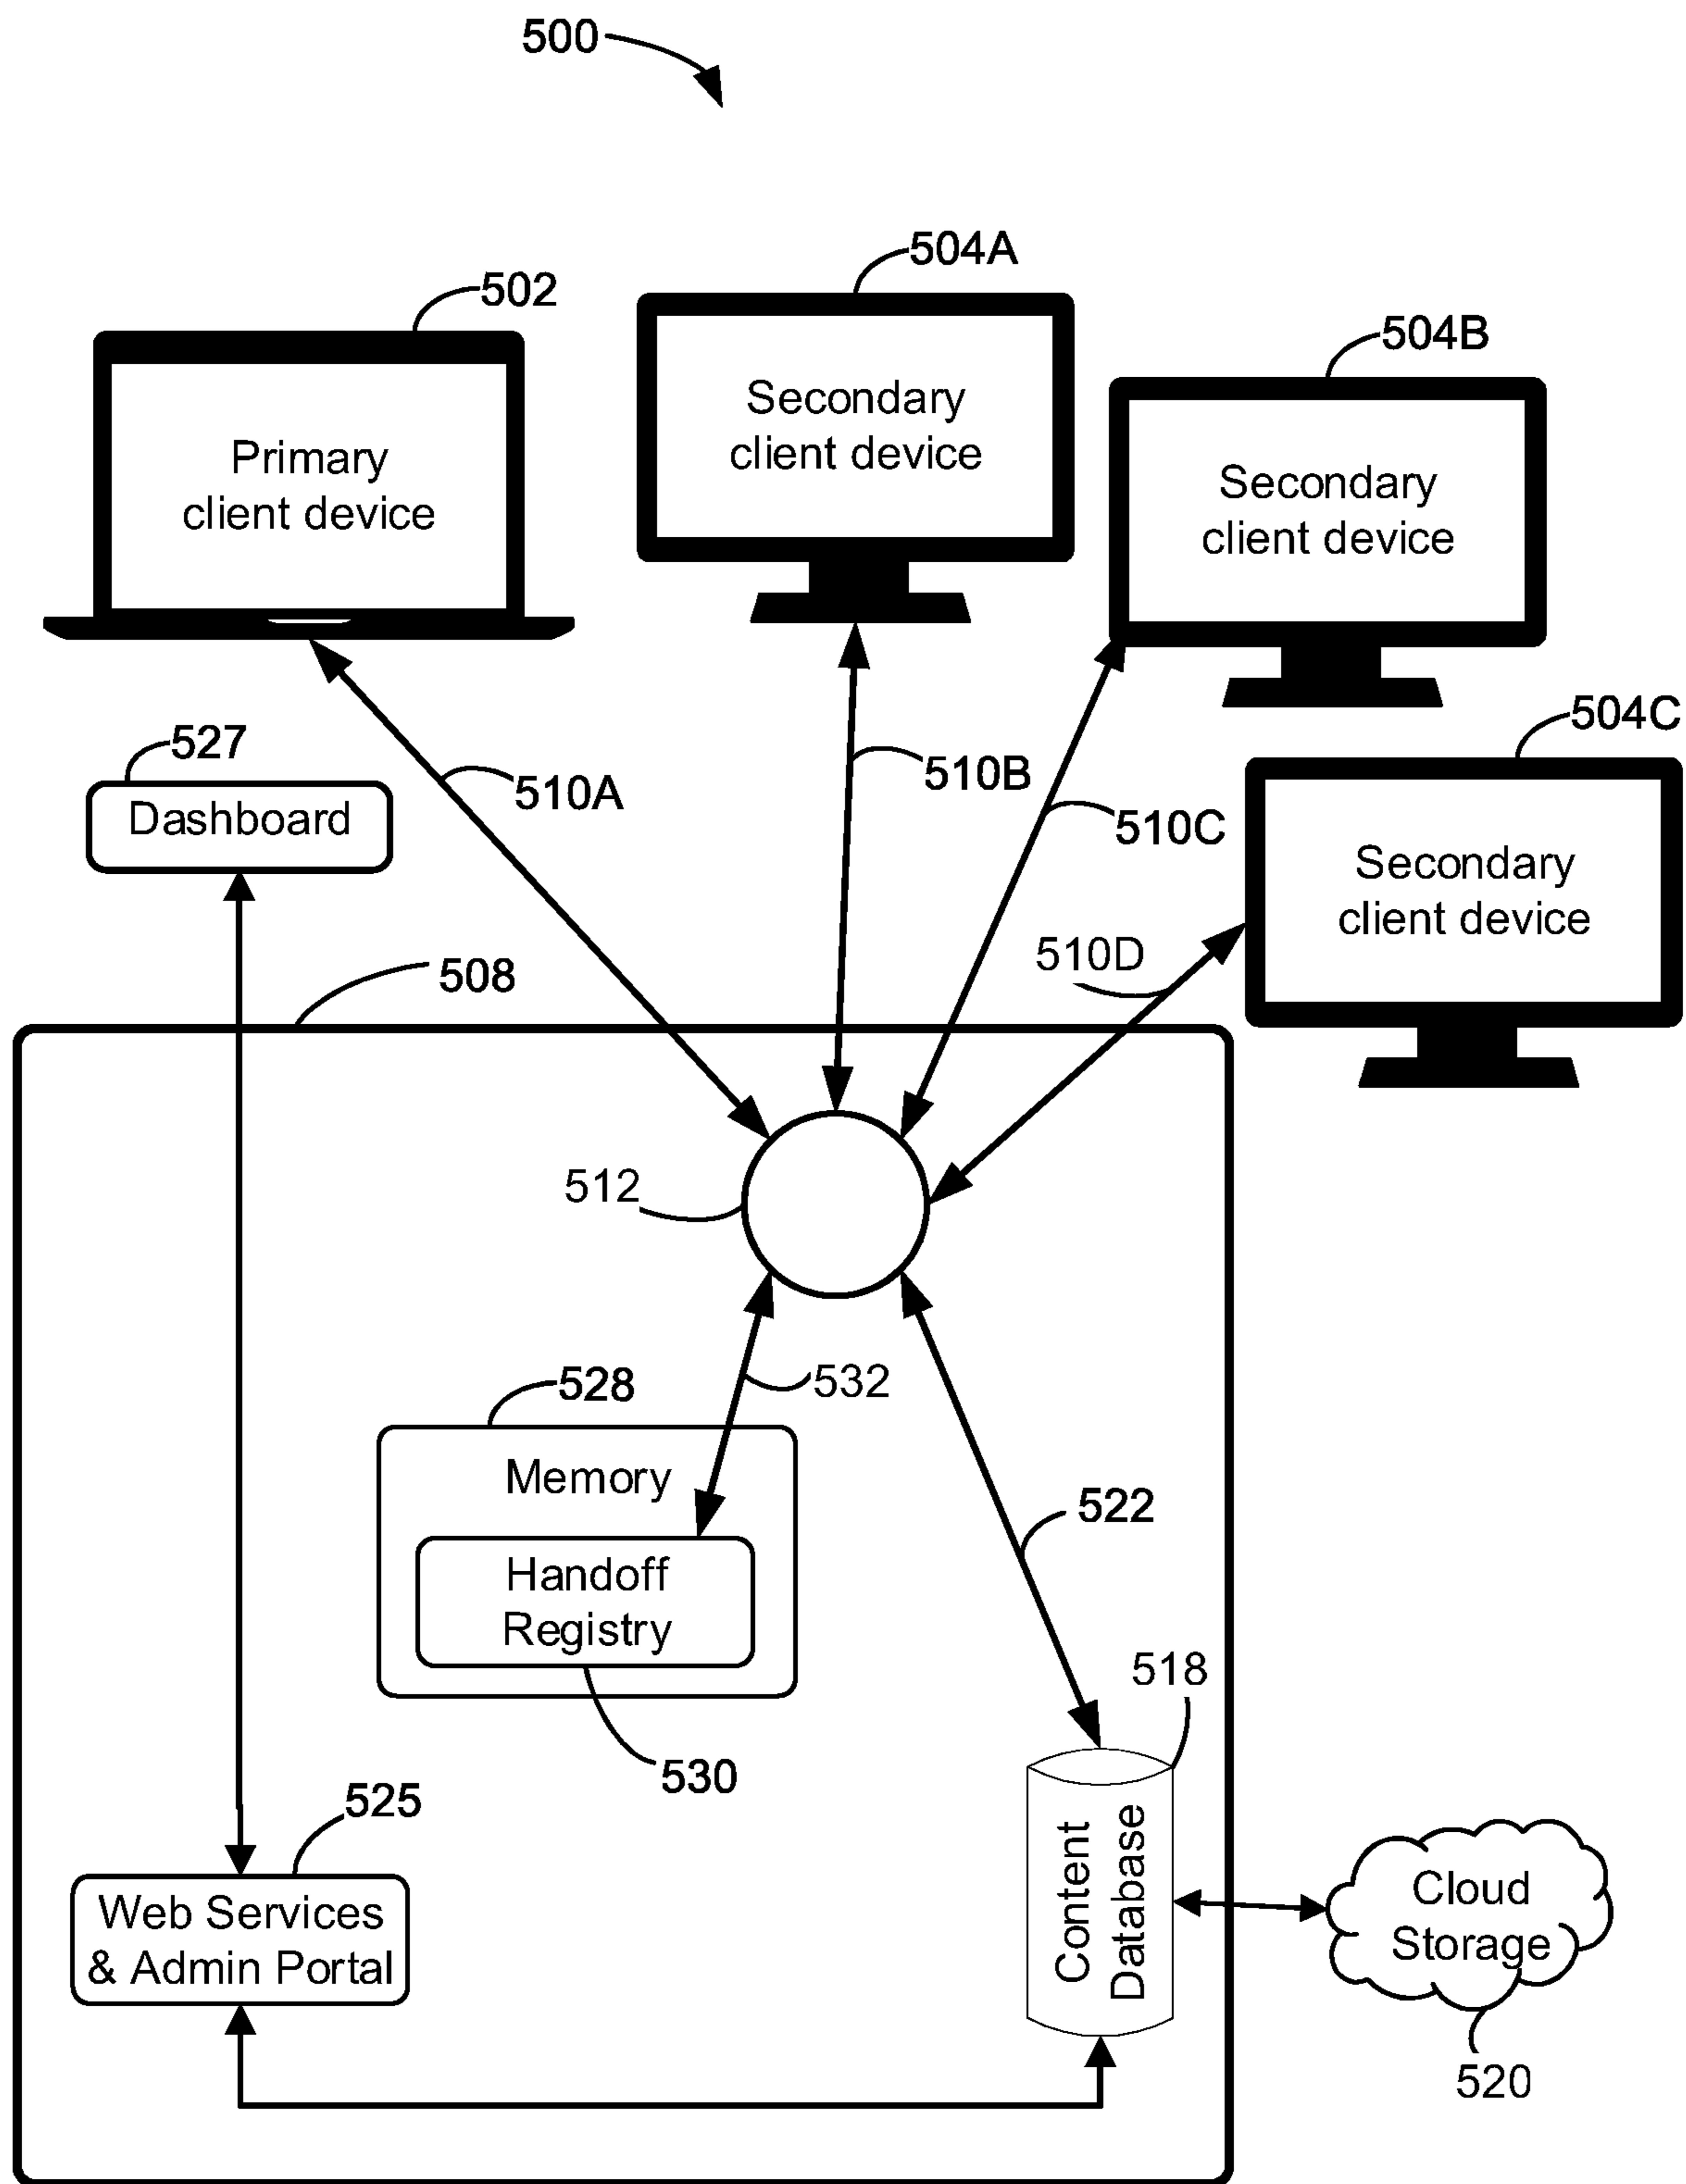 500
504A
502
504B
Secondary
client device
Primary
client device
Secondary
client device
504C
527
510A
510B
510C
Dashboard
Secondary
client device
510D
508
512
532
528
Memory
522
Handoff
Registry
518
530
525
Content
Database
Web Services
& Admin Portal
Cloud
Storage
520